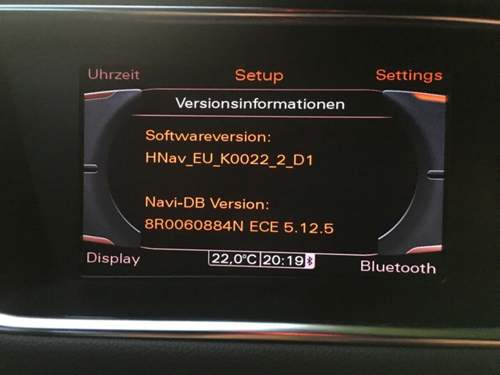 Uhrzeit Setup Settings
Versionsinformationen
Softwareversion:
HNav_EU_K0022_2_D1
Navi-DB Version:
8R0060884N ECE 5.12.5
Display 22,0°C 20:19 Bluetooth